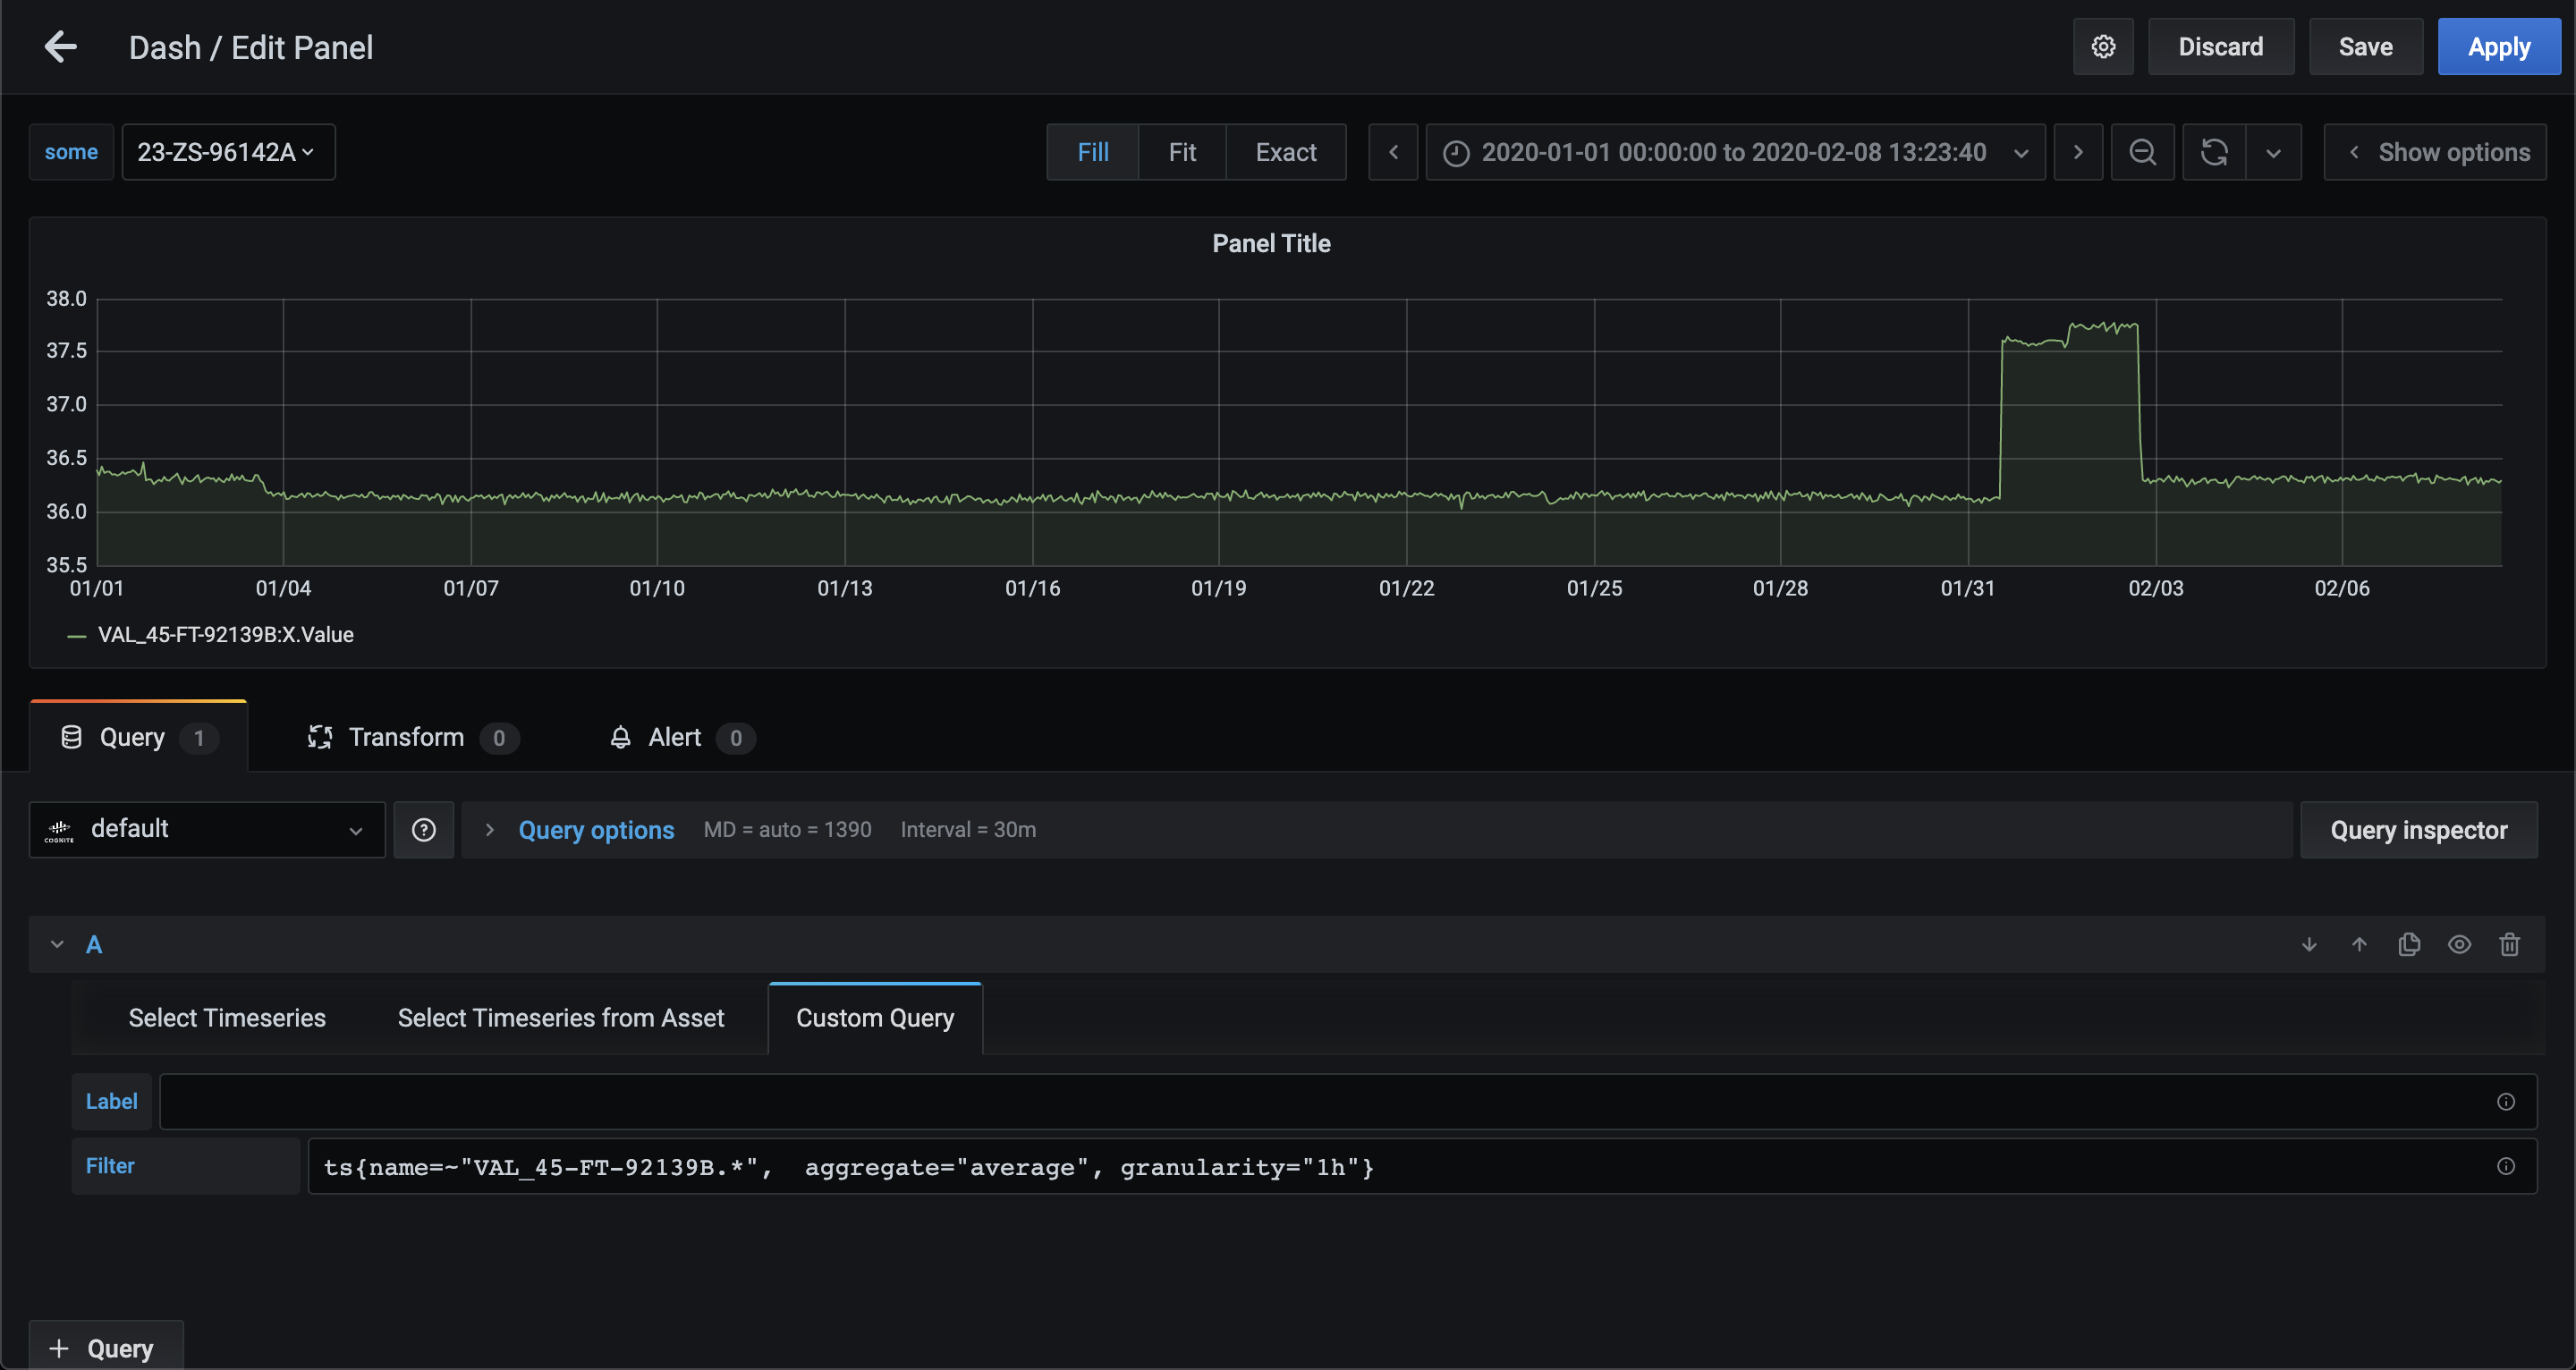 Dash / Edit Panel
Discard
Save
Apply
some
23-ZS-96142A
Fill
Fit
Exact
2020-01-01 00:00:00 to 2020-02-08 13:23:40
Show options
Panel Title
38.0
37.5
37.0
36.5
36.0
35.5
01/01 01/04 01/07 01/10 01/13 01/16 01/19 01/22 01/25 01/28 01/31 02/03 02/06
VAL_45-FT-92139B:X.Value
Query 1
Transform 0
Alert 0
COGNITE
default
Query options MD = auto = 1390 Interval = 30m
Query inspector
A
Select Timeseries
Select Timeseries from Asset
Custom Query
Label
Filter
ts{name=~"VAL_45-FT-92139B.*",  aggregate="average", granularity="1h"}
+ Query